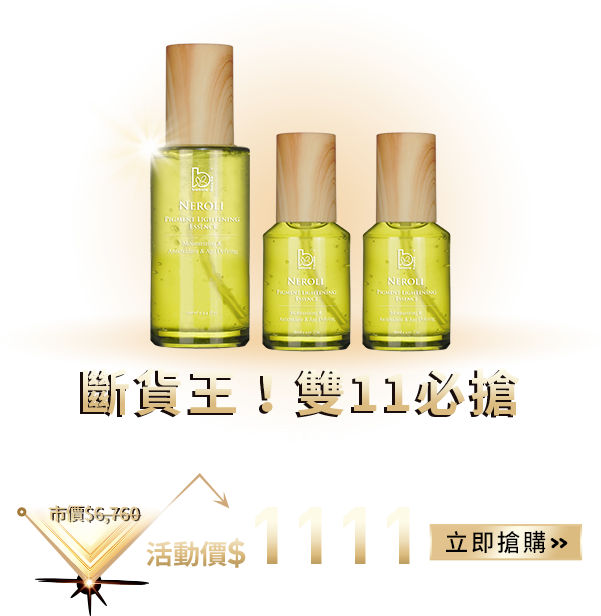 NEROLI
PIGMENT LIGHTENING
ESSENCE
NEROLI
PIGMENT LIGHTENING
ESSENCE
NEROLI
PIGMENT LIGHTENING
ESSENCE
斷貨王！雙11必搶
市價$6,760
活動價$1111
立即搶購»